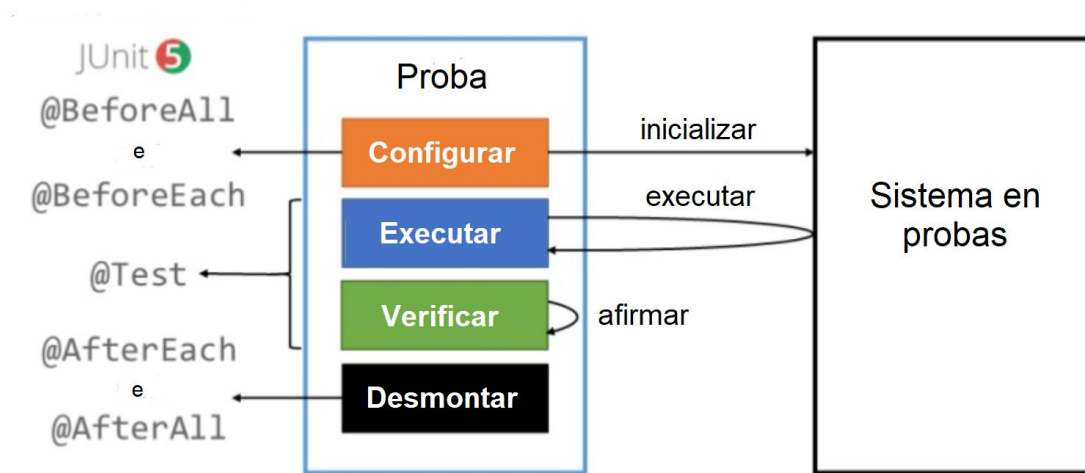 JUnit 5
@BeforeAll
e
@BeforeEach
@Test
@AfterEach
e
@AfterAll
Proba
Configurar
Executar
Verificar
Desmontar
inicializar
executar
afirmar
Sistema en
probas